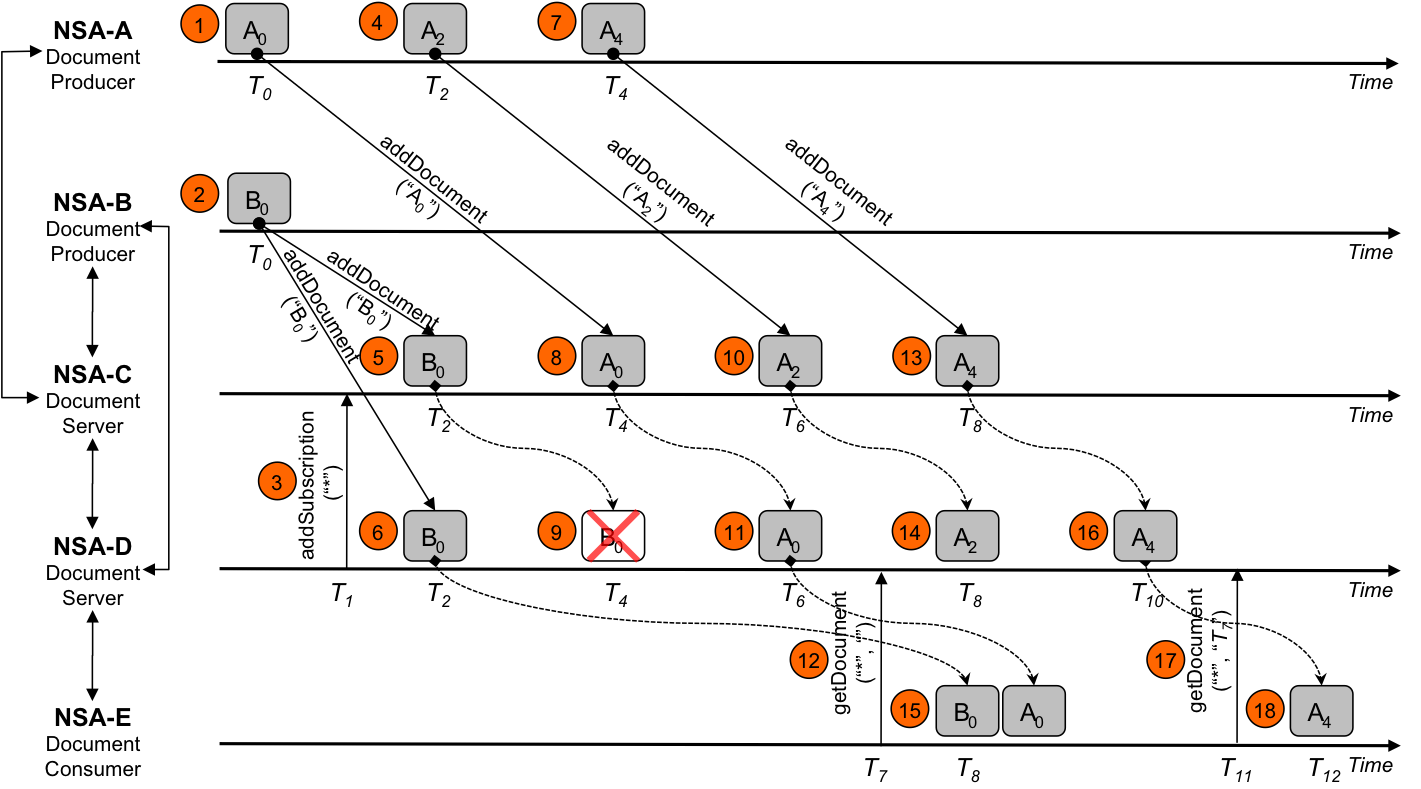 1
A0
4
A2
7
A4
NSA-A
Document
Producer
T0
T2
T4
Time
addDocument
(“A0”)
addDocument
(“A2”)
addDocument
(“A4”)
2
B0
NSA-B
Document
Producer
T0
Time
addDocument
(“B0”)
addDocument
(“B0”)
5
B0
8
A0
10
A2
13
A4
NSA-C
Document
Server
T2
T4
T6
T8
Time
3
addSubscription
(“*”)
6
B0
9
B0
11
A0
14
A2
16
A4
NSA-D
Document
Server
T1
T2
T4
T6
T8
T10
Time
12
getDocument
(“*”, “”)
17
getDocument
(“*”, “T7”)
15
B0
A0
18
A4
NSA-E
Document
Consumer
T7
T8
T11
T12
Time